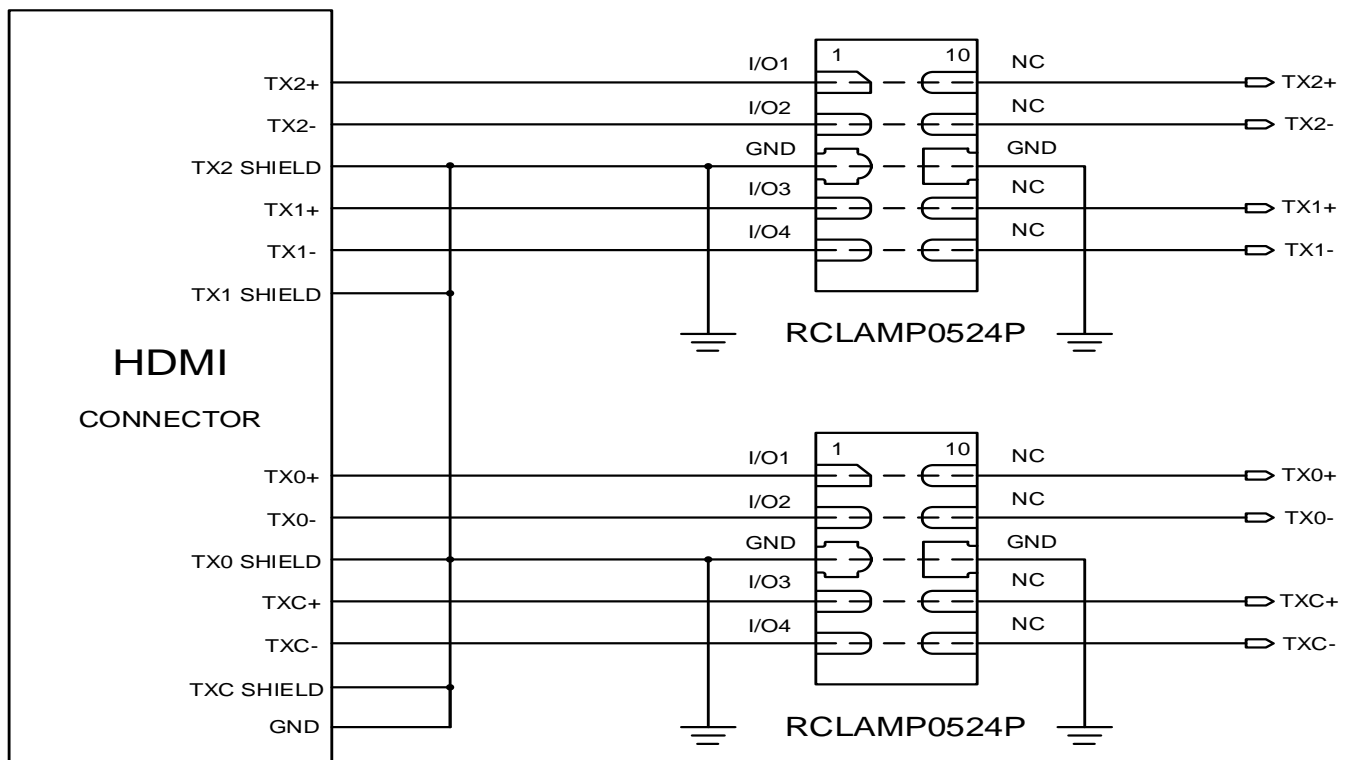 I/O1 1 10 NC
TX2+ TX2+
I/O2 NC
TX2- TX2-
GND GND
TX2 SHIELD
I/O3 NC
TX1+ TX1+
I/O4 NC
TX1- TX1-
TX1 SHIELD
RCLAMP0524P
HDMI
CONNECTOR
I/O1 1 10 NC
TX0+ TX0+
I/O2 NC
TX0- TX0-
GND GND
TX0 SHIELD
I/O3 NC
TXC+ TXC+
I/O4 NC
TXC- TXC-
TXC SHIELD
GND
RCLAMP0524P